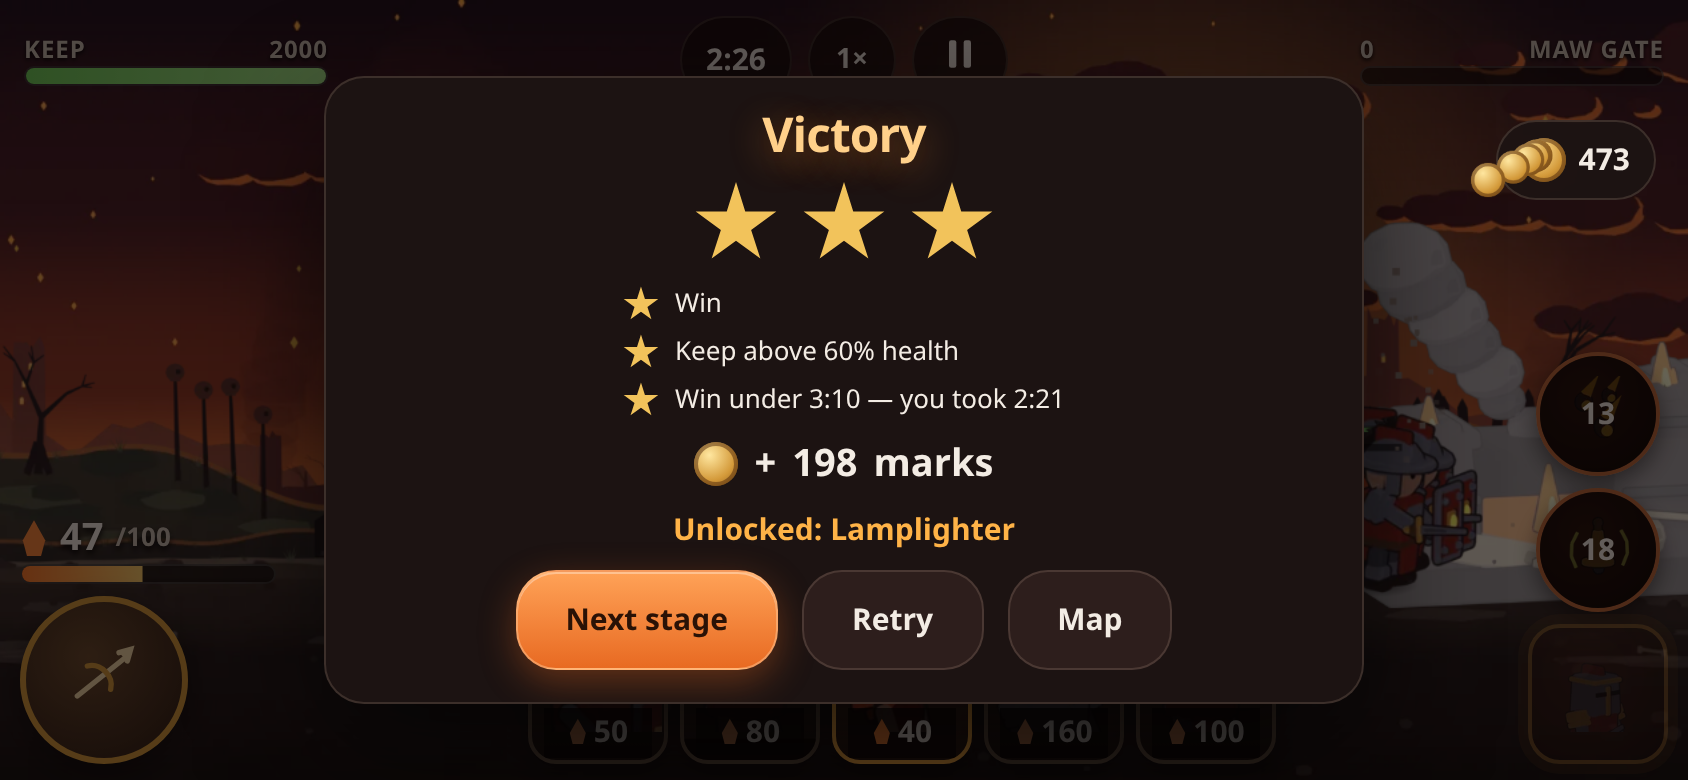 KEEP 2000
2:26
1×
0 MAW GATE
473
Victory
Win
Keep above 60% health
Win under 3:10 — you took 2:21
+ 198 marks
Unlocked: Lamplighter
Next stage
Retry
Map
13
18
47 /100
50
80
40
160
100